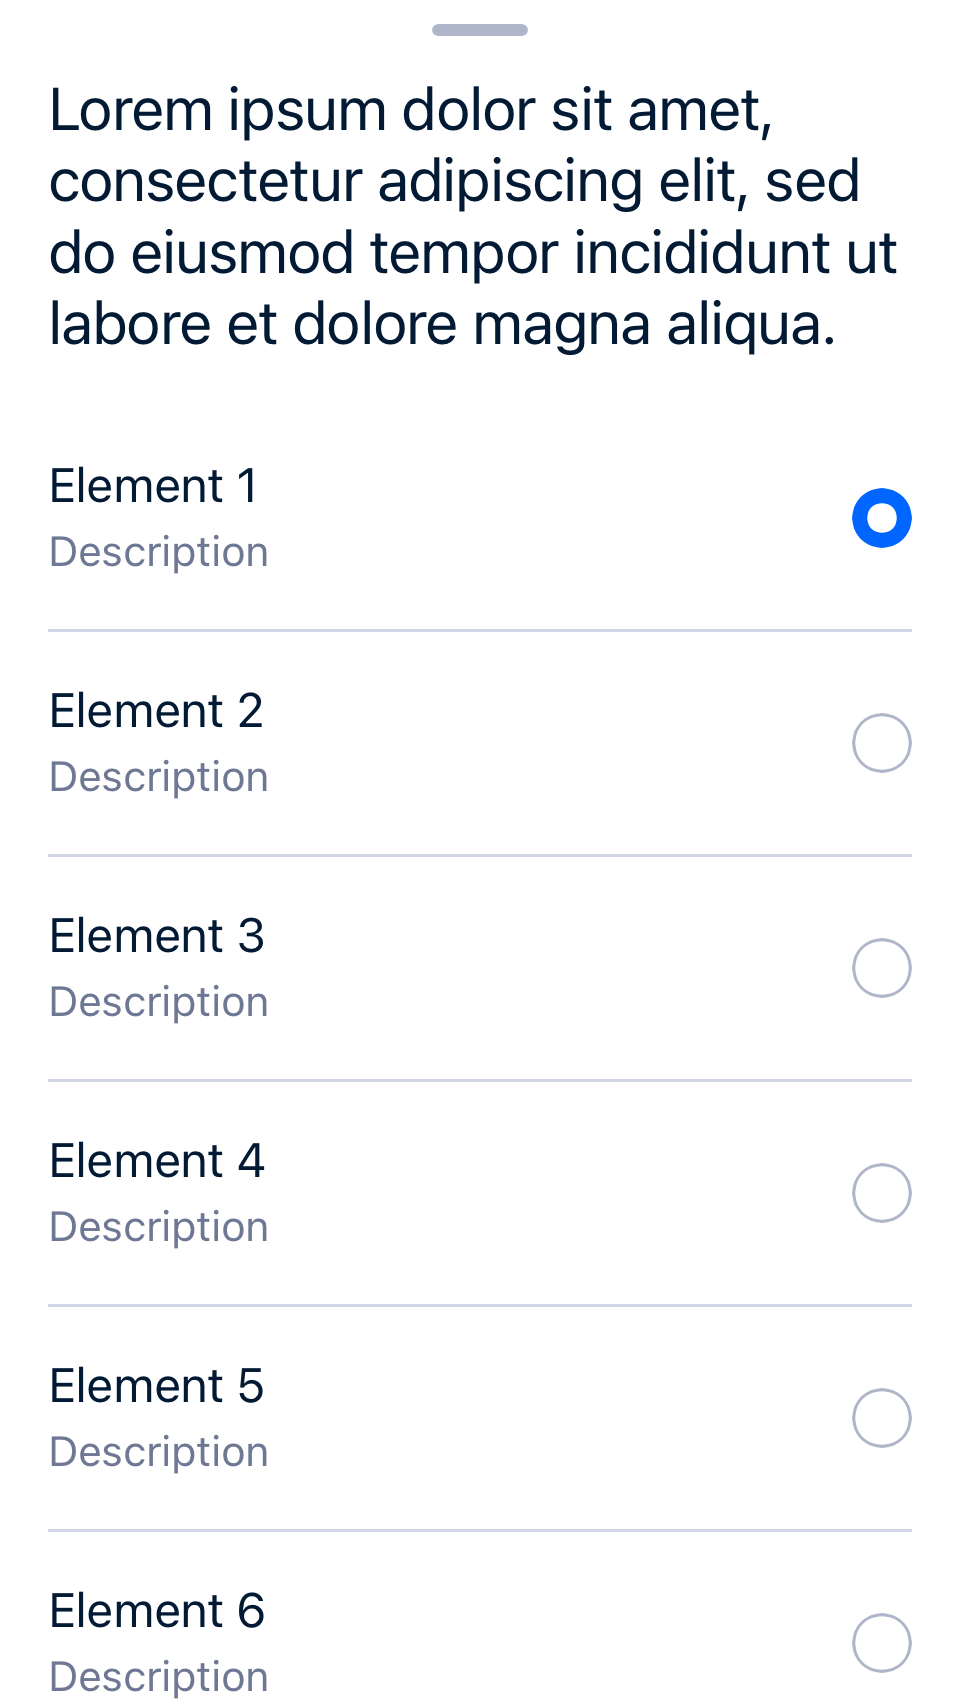 Lorem ipsum dolor sit amet,
consectetur adipiscing elit, sed
do eiusmod tempor incididunt ut
labore et dolore magna aliqua.
Element 1
Description
Element 2
Description
Element 3
Description
Element 4
Description
Element 5
Description
Element 6
Description